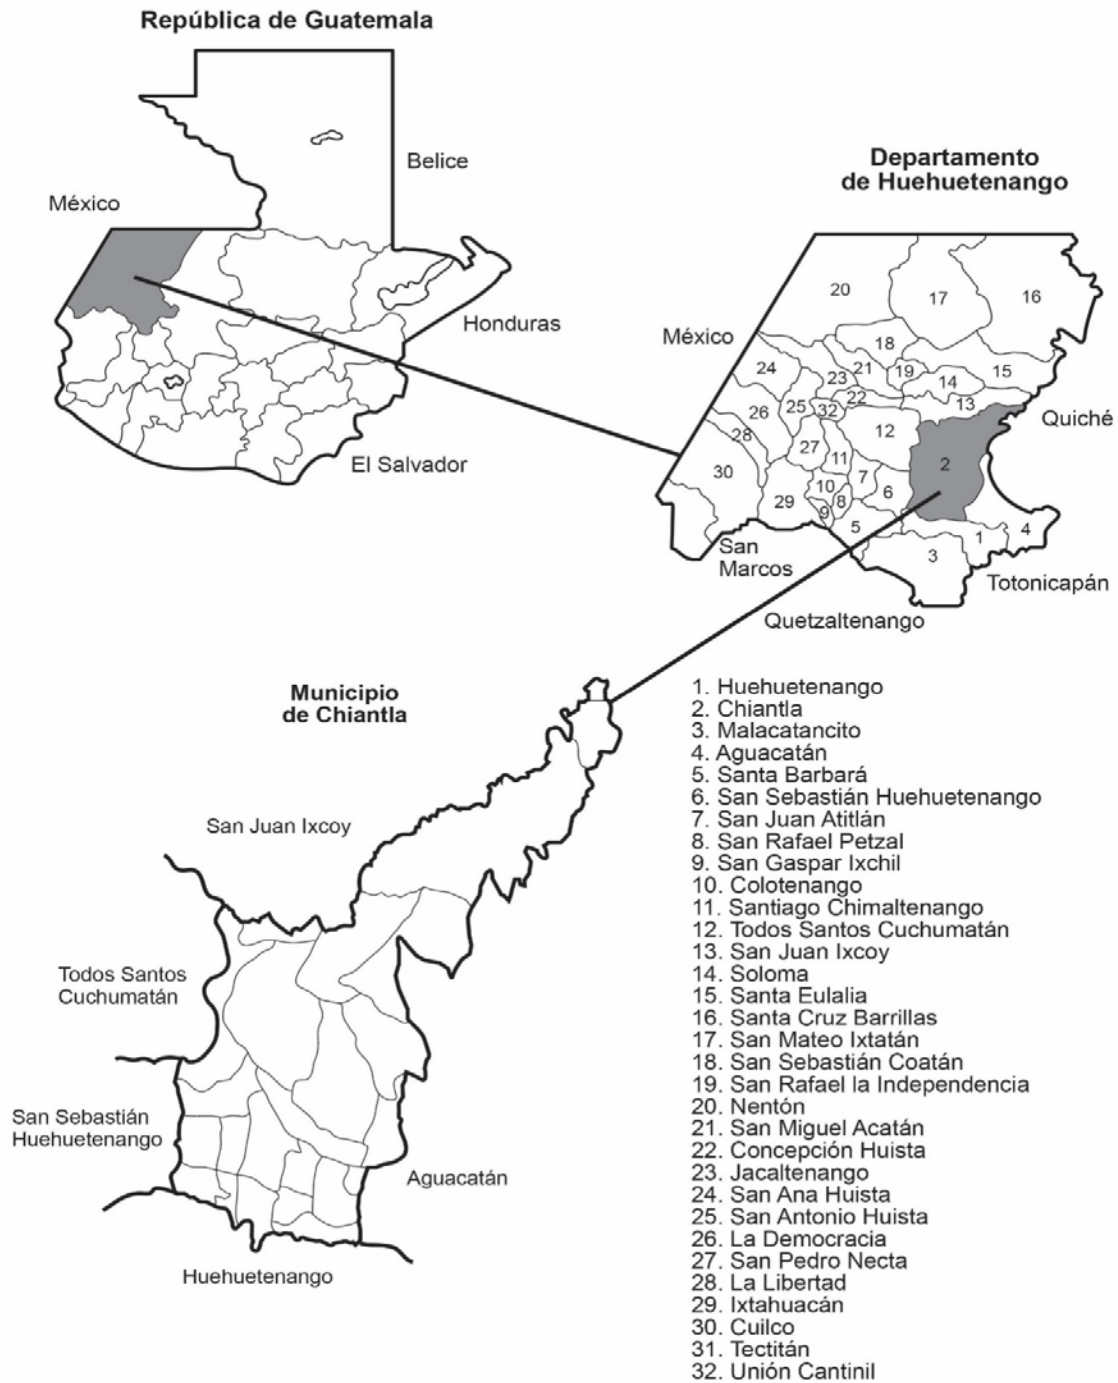 República de Guatemala
Belice
México
Honduras
El Salvador
Departamento
de Huehuetenango
20
17
16
México
18
24
23
21
19
14
15
22
13
26
25
32
12
Quiché
28
27
11
2
30
29
10
7
6
8
9
5
1
4
3
San
Marcos
Totonicapán
Quetzaltenango
Municipio
de Chiantla
San Juan Ixcoy
Todos Santos
Cuchumatán
San Sebastián
Huehuetenango
Aguacatán
Huehuetenango
1. Huehuetenango
2. Chiantla
3. Malacatancito
4. Aguacatán
5. Santa Barbará
6. San Sebastián Huehuetenango
7. San Juan Atitlán
8. San Rafael Petzal
9. San Gaspar Ixchil
10. Colotenango
11. Santiago Chimaltenango
12. Todos Santos Cuchumatán
13. San Juan Ixcoy
14. Soloma
15. Santa Eulalia
16. Santa Cruz Barrillas
17. San Mateo Ixtatán
18. San Sebastián Coatán
19. San Rafael la Independencia
20. Nentón
21. San Miguel Acatán
22. Concepción Huista
23. Jacaltenango
24. San Ana Huista
25. San Antonio Huista
26. La Democracia
27. San Pedro Necta
28. La Libertad
29. Ixtahuacán
30. Cuilco
31. Tectitán
32. Unión Cantinil